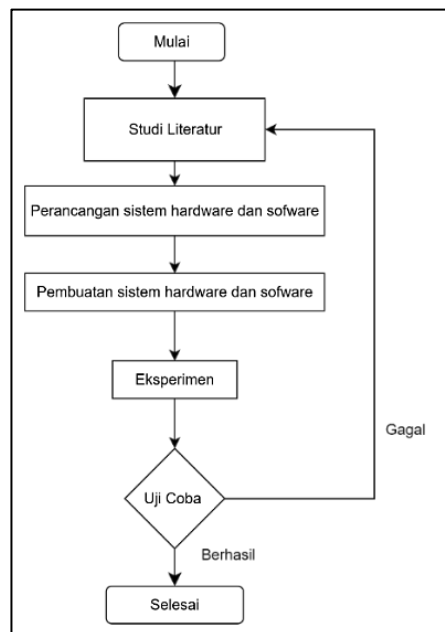 Mulai
Studi Literatur
Perancangan sistem hardware dan sofware
Pembuatan sistem hardware dan sofware
Eksperimen
Gagal
Uji Coba
Berhasil
Selesai